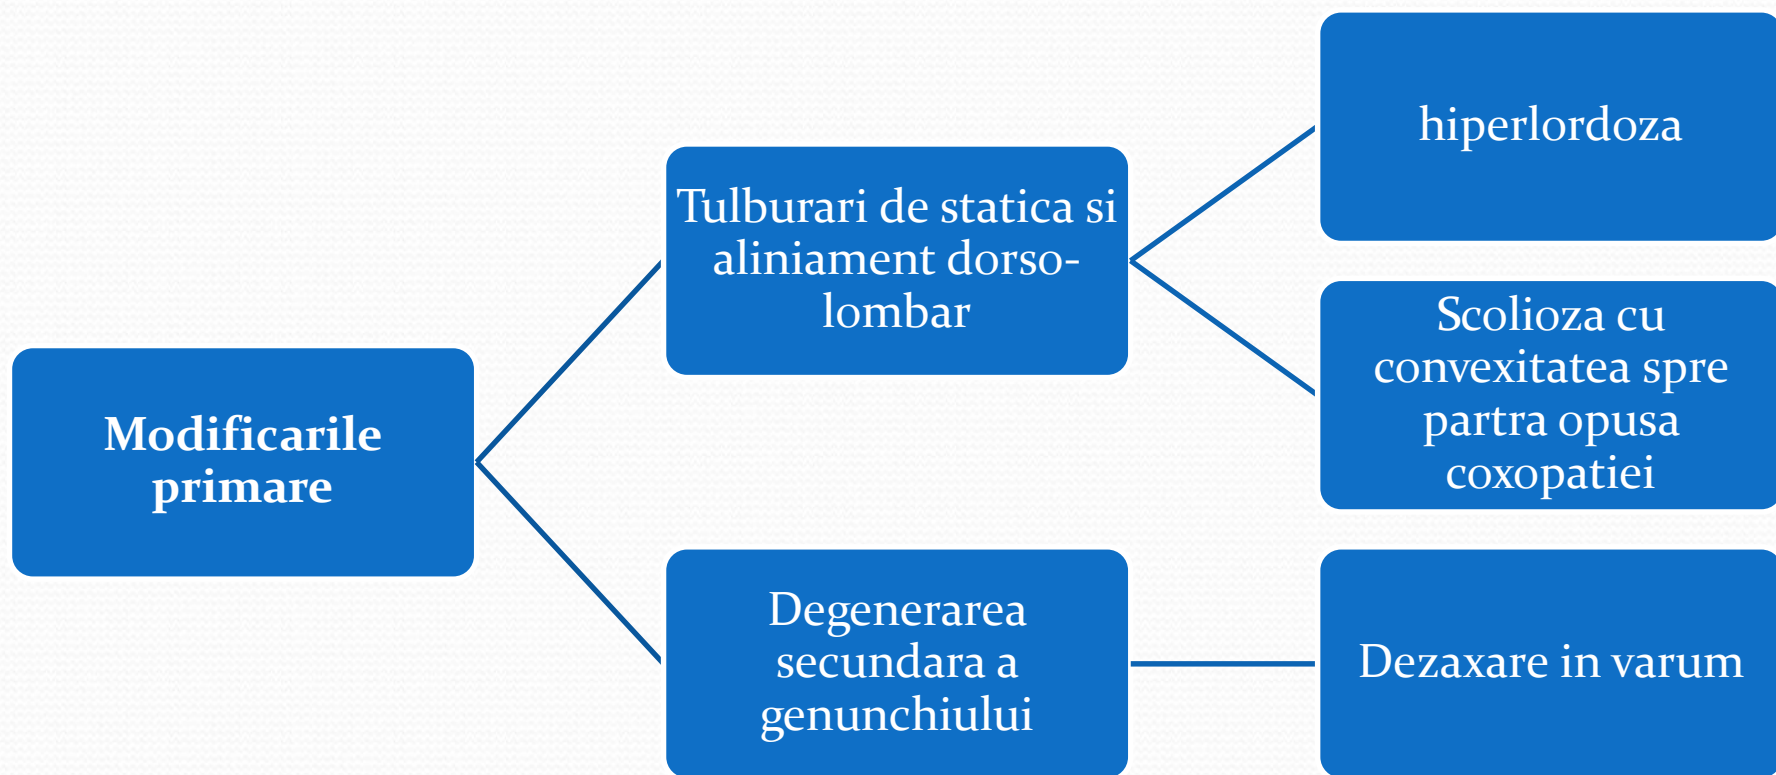 Modificarile
primare
Tulburari de statica si
aliniament dorso-
lombar
hiperlordoza
Scolioza cu
convexitatea spre
partra opusa
coxopatiei
Degenerarea
secundara a
genunchiului
Dezaxare in varum